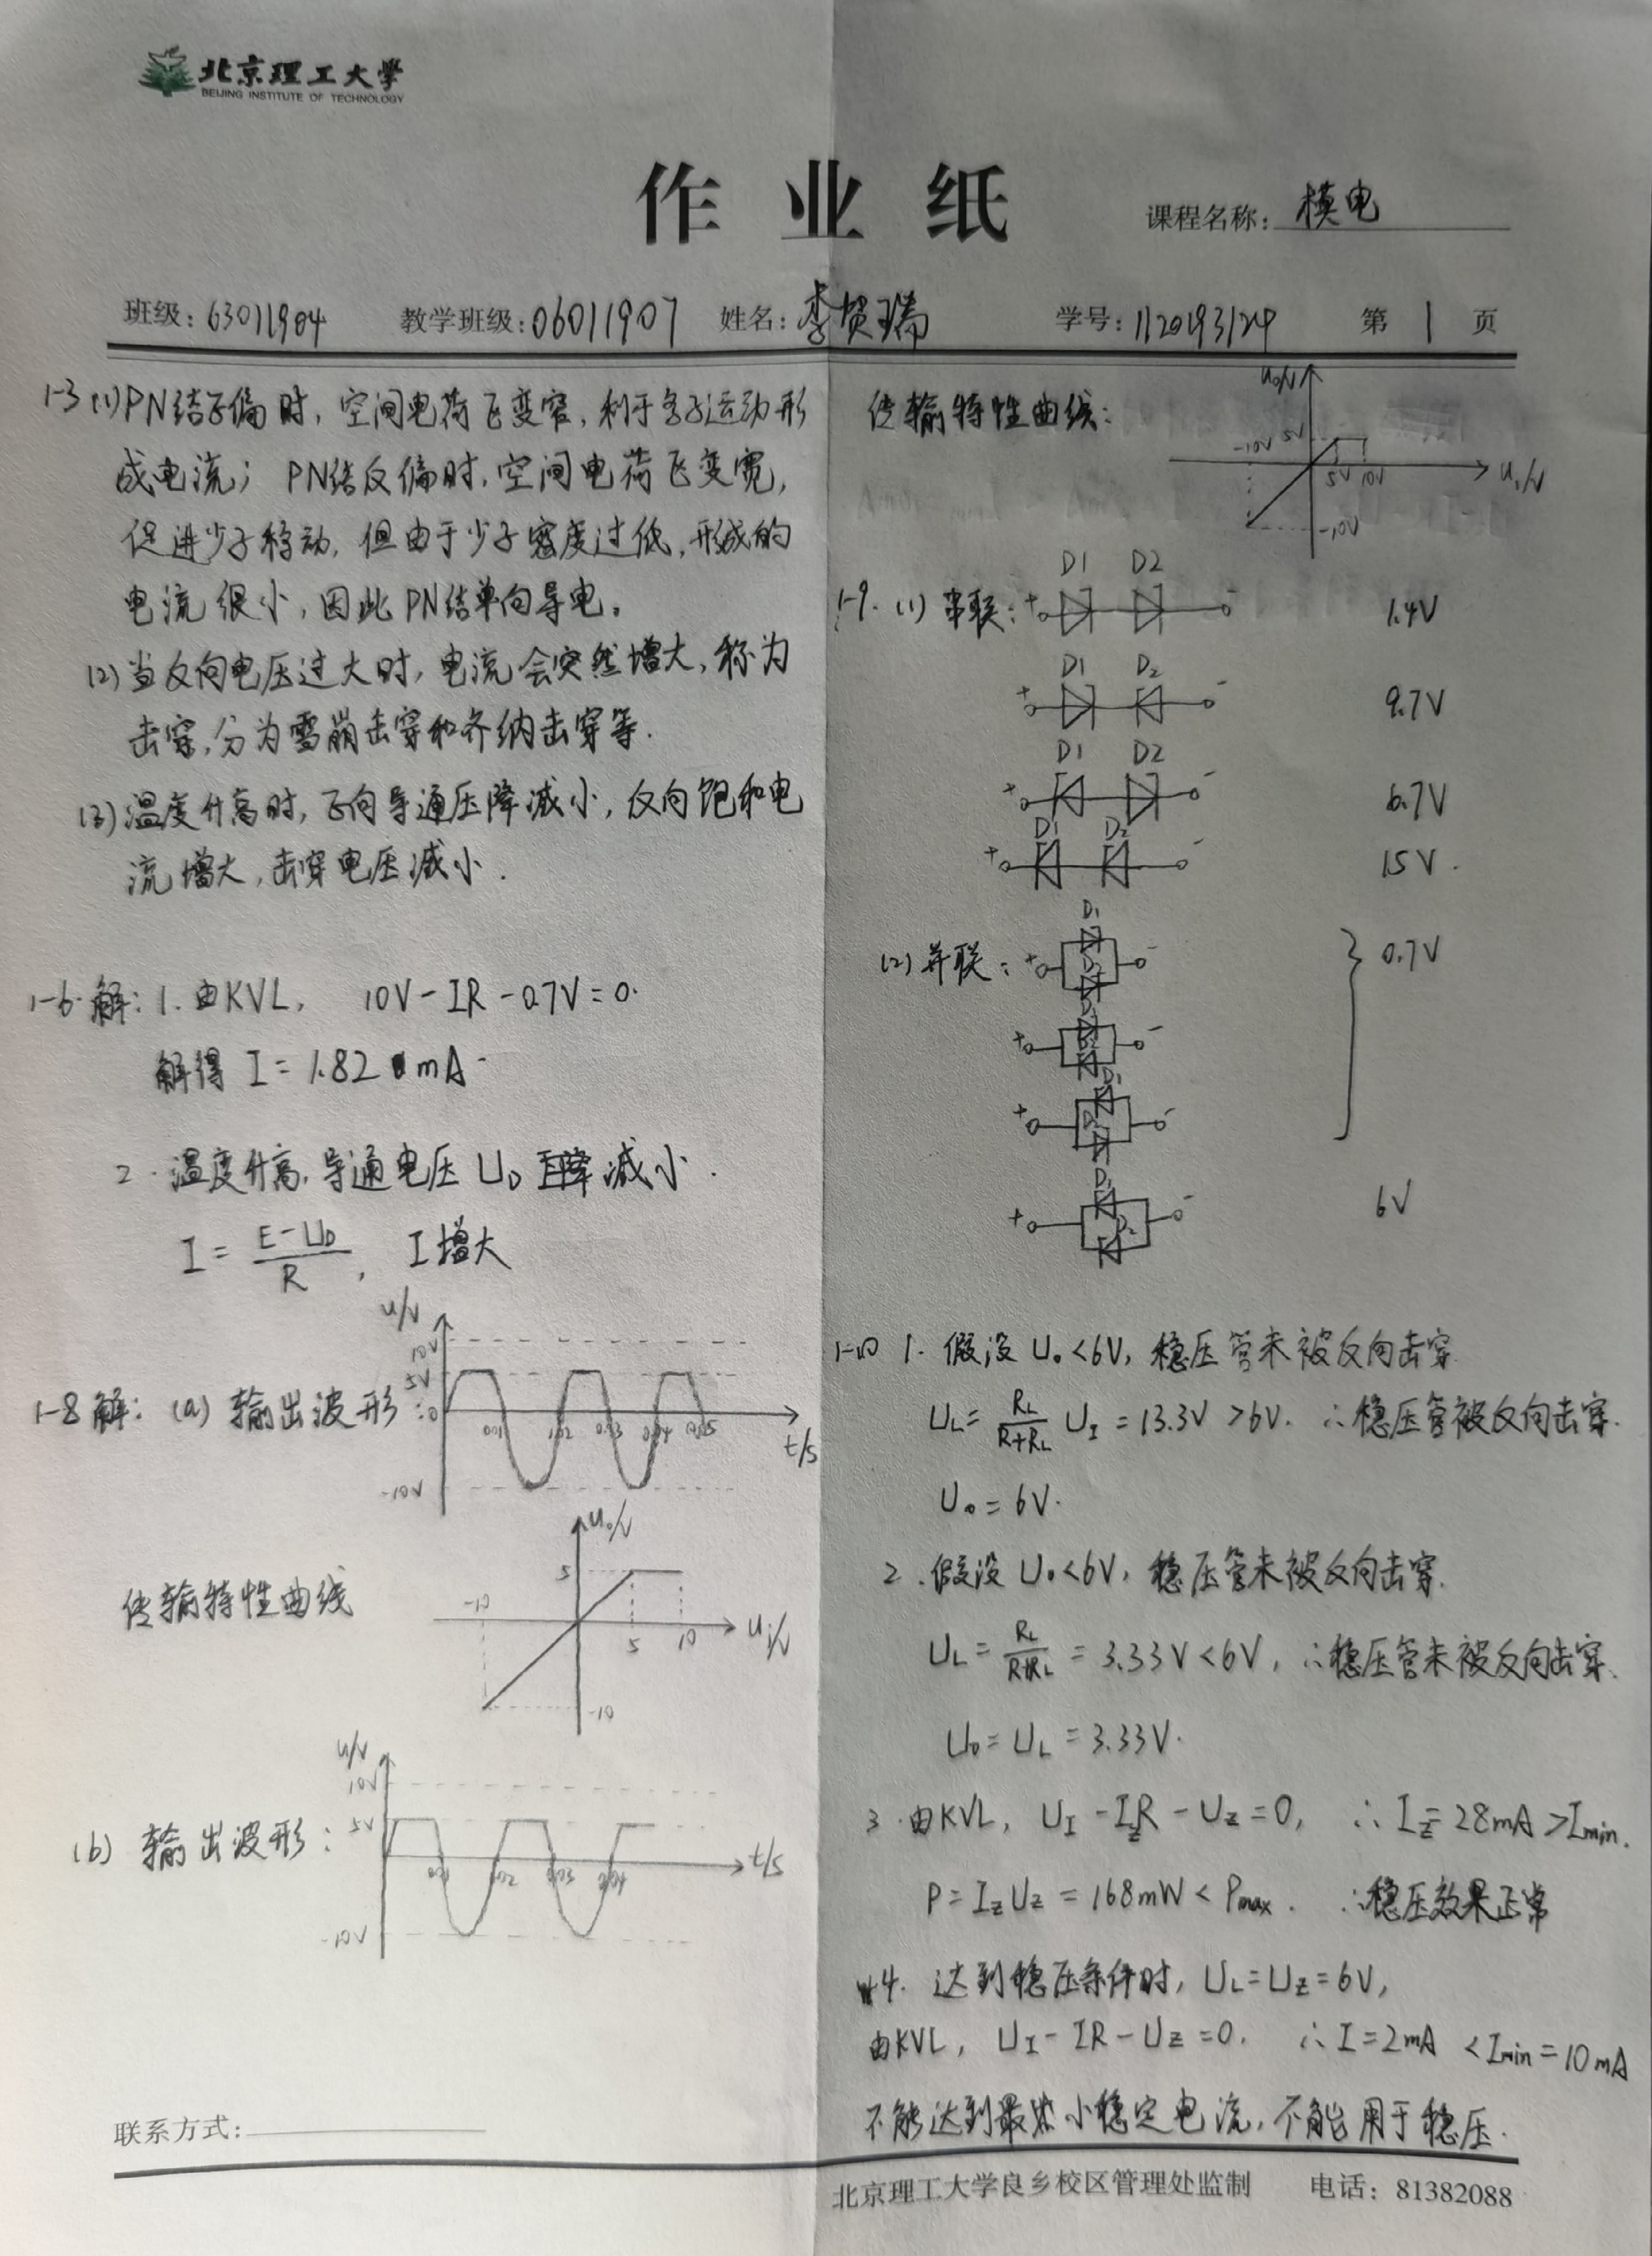 北京理工大学
BEIJING INSTITUTE OF TECHNOLOGY
作业纸
课程名称: 模电
班级: 63011904 教学班级: 06011907 姓名: 李贺瑞 学号: 1120193124 第 1 页
1-3 (1) PN结正偏时, 空间电荷区变窄, 利于多子运动形
成电流; PN结反偏时, 空间电荷区变宽,
促进少子移动, 但由于少子密度过低, 形成的
电流很小, 因此PN结单向导电。
(2) 当反向电压过大时, 电流会突然增大, 称为
击穿, 分为雪崩击穿和齐纳击穿等.
(3) 温度升高时, 正向导通压降减小, 反向饱和电
流增大, 击穿电压减小.
1-6 解: 1. 由KVL, 10V-IR-0.7V=0.
解得 I = 1.82 mA
2. 温度升高, 导通电压 U_D 减小.
I = (E-U_D)/R, I 增大
1-8 解: (a) 输出波形:
u/V
10V
5V
0
0.01 0.02 0.03 0.04 0.05
t/s
-10V
传输特性曲线
u_o/V
5
-10
5 10
u_i/V
-10
(b) 输出波形:
u/V
10V
5V
0.01 0.02 0.03 0.04
t/s
-10V
联系方式:
传输特性曲线:
u_o/V
-10V 5V
5V 10V
u_i/V
-10V
1-9. (1) 串联: + D1 D2 - 1.4V
+ D1 D2 - 9.7V
+ D1 D2 - 6.7V
+ D1 D2 - 15V.
(2) 并联: + D1 D2 - } 0.7V
+ D1 D2 -
+ D1 D2 -
+ D1 D2 - 6V
1-10 1. 假设 U_o<6V, 稳压管未被反向击穿.
U_L = R_L/(R+R_L) U_I = 13.3V >6V. ∴稳压管被反向击穿.
U_o = 6V.
2. 假设 U_o<6V, 稳压管未被反向击穿.
U_L = R_L/(R+R_L) = 3.33V<6V, ∴稳压管未被反向击穿.
U_o = U_L = 3.33V.
3. 由KVL, U_I - I_zR - U_z = 0, ∴ I_z = 28mA > I_min.
P = I_z U_z = 168mW < P_max. ∴稳压效果正常
4. 达到稳压条件时, U_L = U_z = 6V,
由KVL, U_I - IR - U_z = 0. ∴ I = 2mA < I_min = 10mA
不能达到最小稳定电流, 不能用于稳压.
北京理工大学良乡校区管理处监制 电话: 81382088